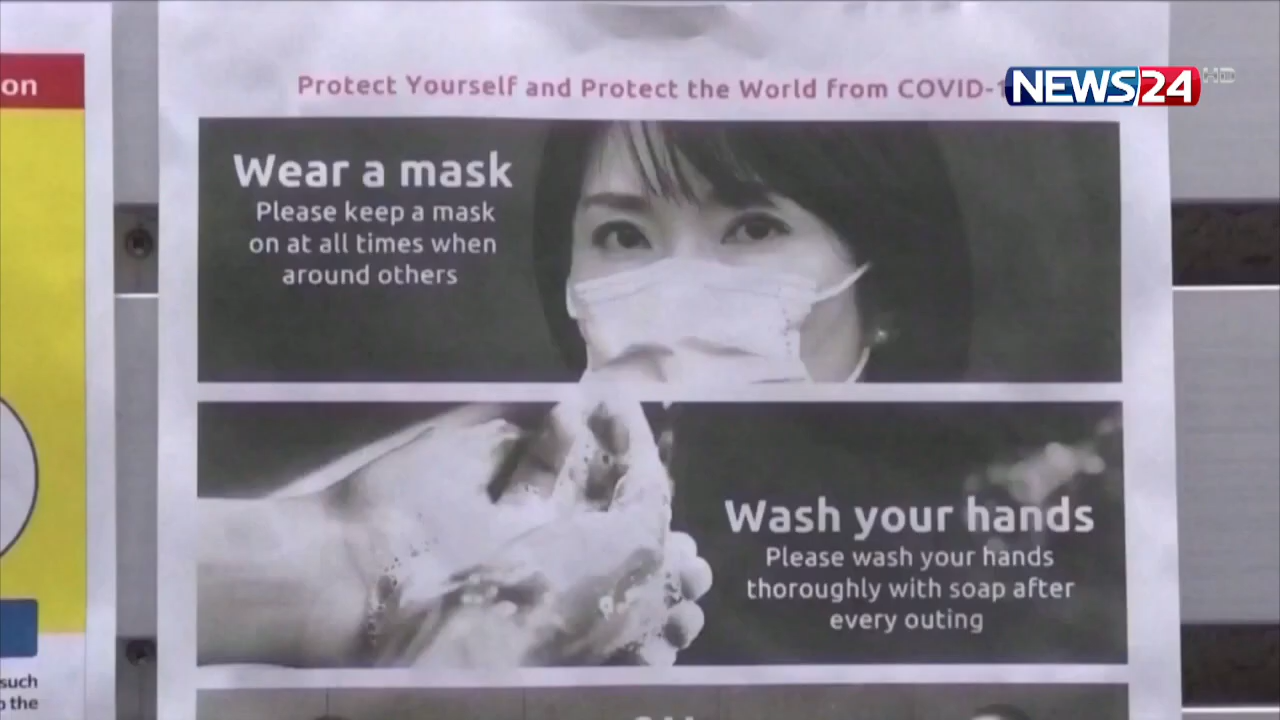 on
Protect Yourself and Protect the World from COVID-1
NEWS24 HD
Wear a mask
Please keep a mask
on at all times when
around others
Wash your hands
Please wash your hands
thoroughly with soap after
every outing
such
the